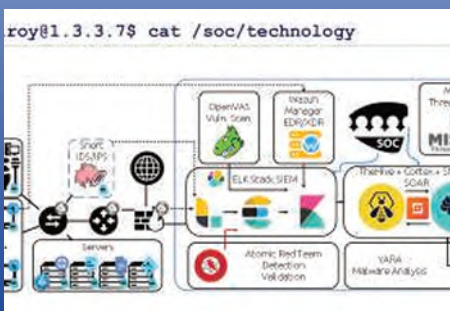 roy@1.3.3.7$ cat /soc/technology
OpenVAS
Vuln. Scan
Wazuh
Manager
EDR/XDR
Snort
IDS/IPS
SOC
MIS
ELK Stack SIEM
TheHive + Cortex + Sh
SOAR
Servers
Atomic Red Team
Detection
Validation
YARA
Malware Analysis